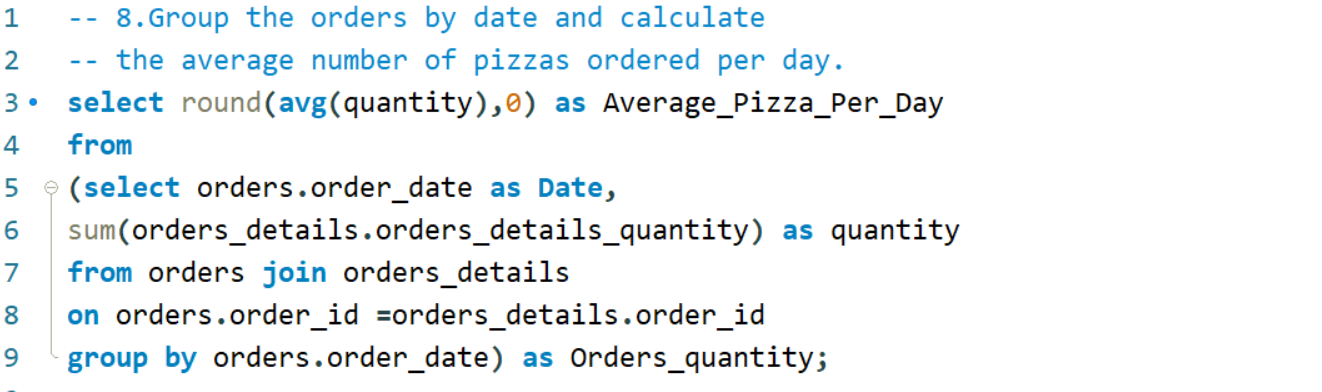 1 -- 8.Group the orders by date and calculate
2 -- the average number of pizzas ordered per day.
3 • select round(avg(quantity),0) as Average_Pizza_Per_Day
4 from
5 (select orders.order_date as Date,
6 sum(orders_details.orders_details_quantity) as quantity
7 from orders join orders_details
8 on orders.order_id =orders_details.order_id
9 group by orders.order_date) as Orders_quantity;